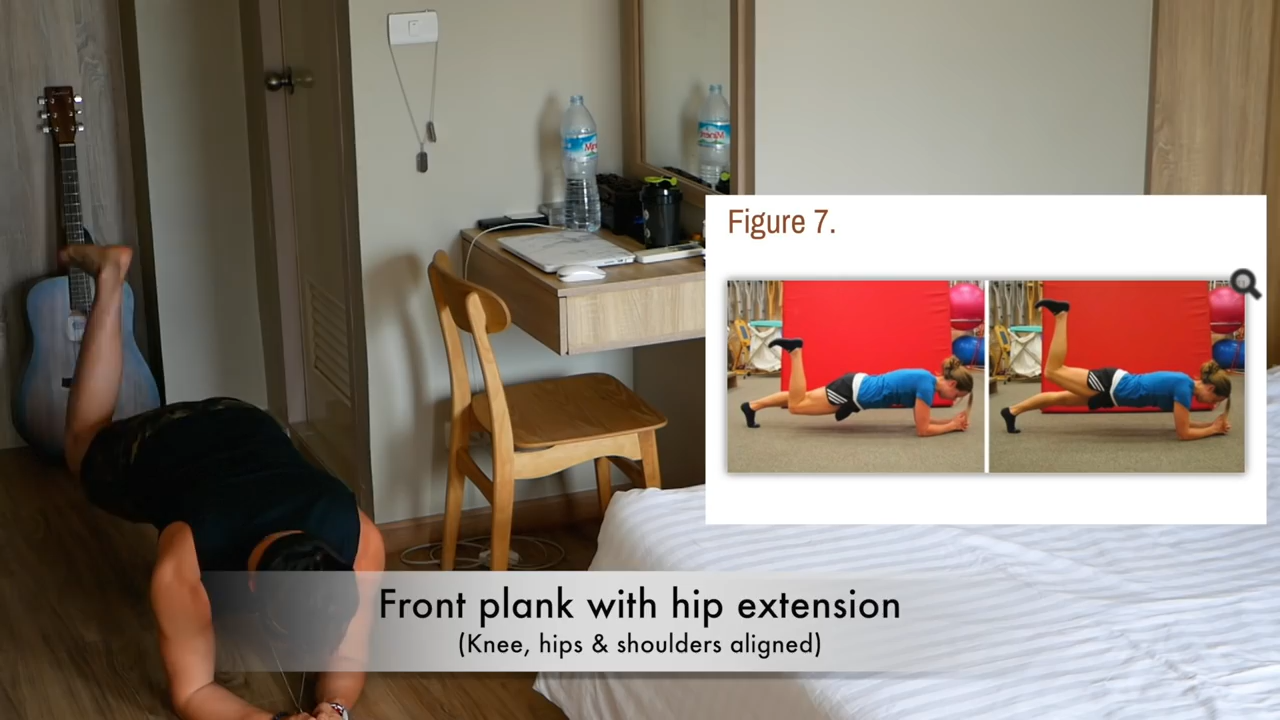 Figure 7.
Front plank with hip extension
(Knee, hips & shoulders aligned)